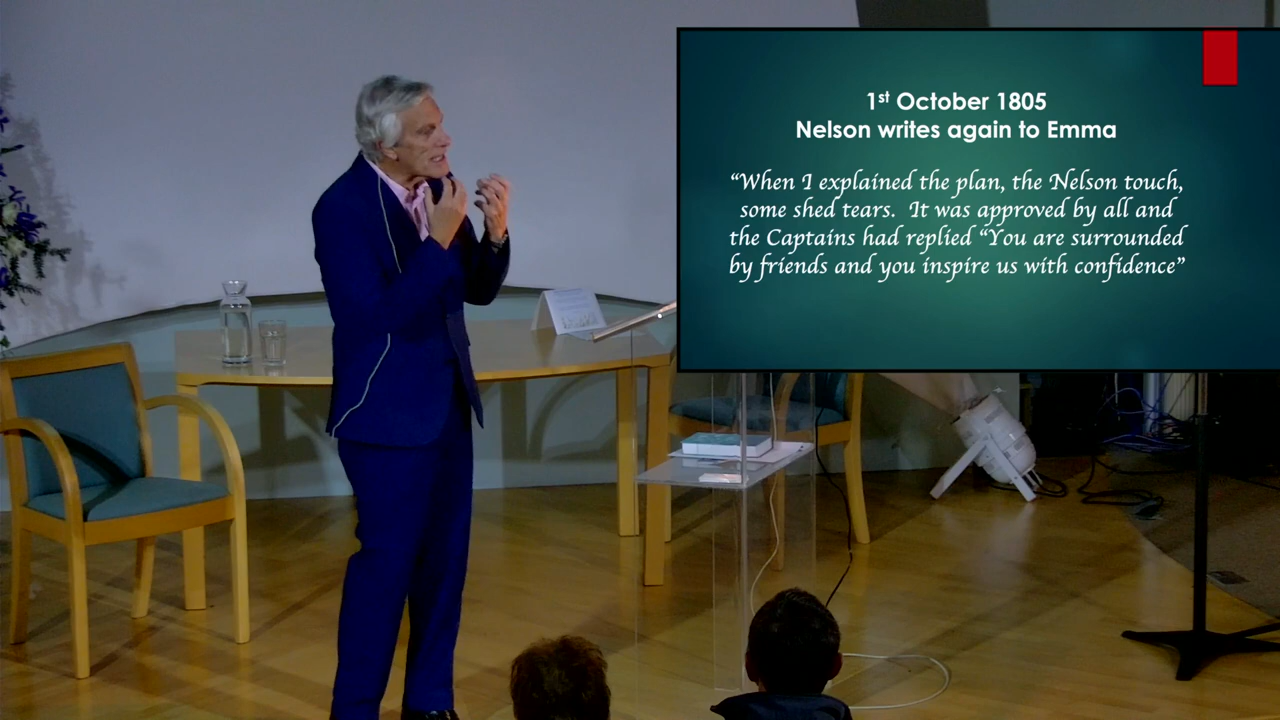 1st October 1805
Nelson writes again to Emma
“When I explained the plan, the Nelson touch,
some shed tears.  It was approved by all and
the Captains had replied “You are surrounded
by friends and you inspire us with confidence”